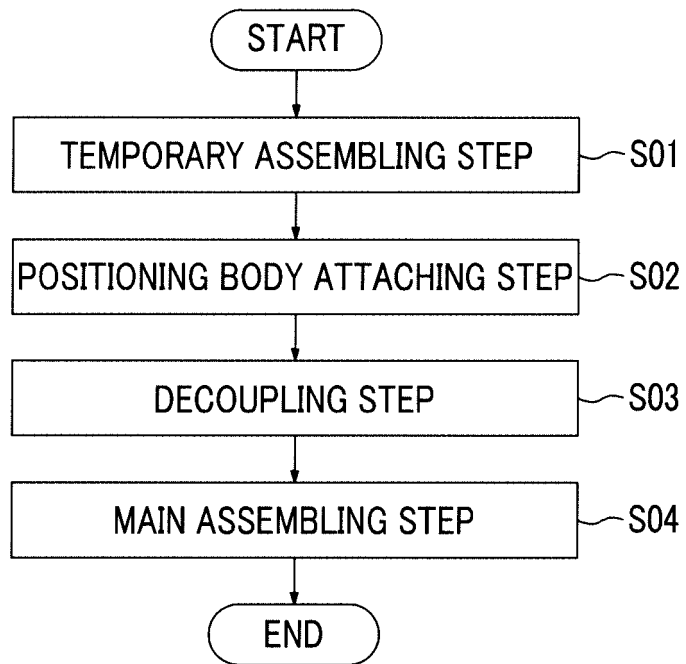 START
TEMPORARY ASSEMBLING STEP S01
POSITIONING BODY ATTACHING STEP S02
DECOUPLING STEP S03
MAIN ASSEMBLING STEP S04
END